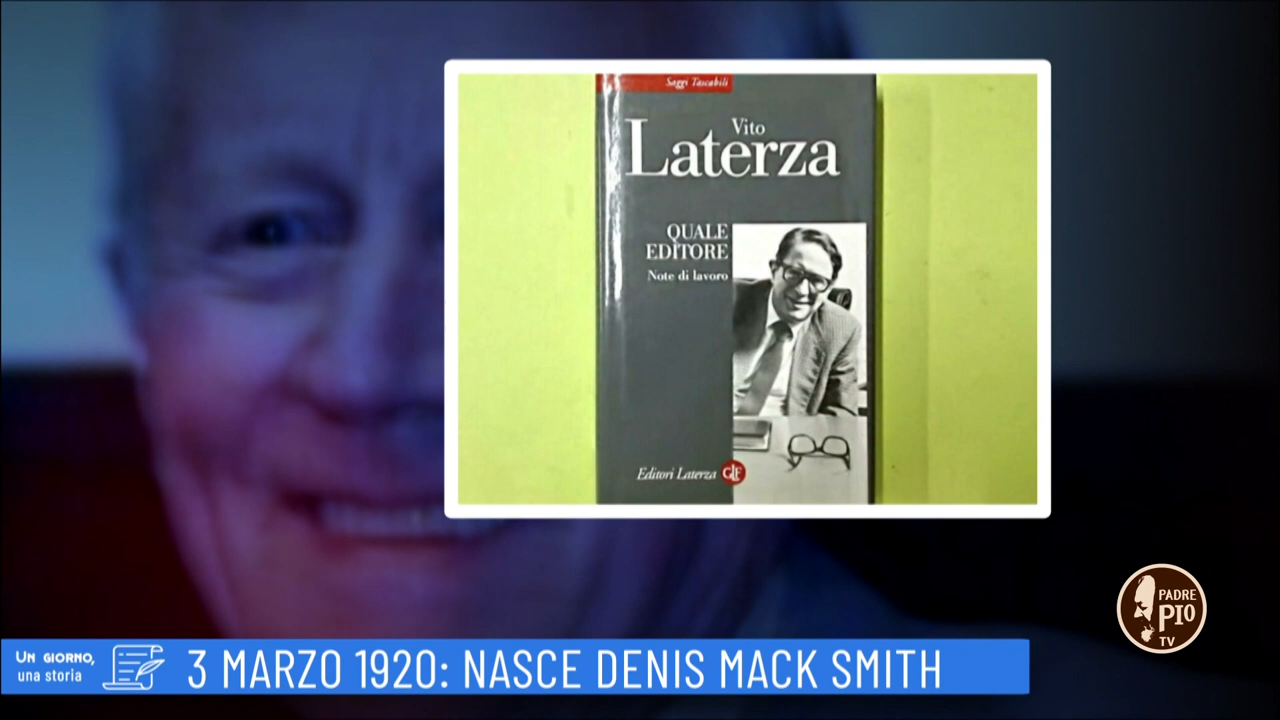 Saggi Tascabili
Vito
Laterza
QUALE
EDITORE
Note di lavoro
Editori Laterza GLF
PADRE
PIO
TV
UN GIORNO,
una storia
3 MARZO 1920: NASCE DENIS MACK SMITH